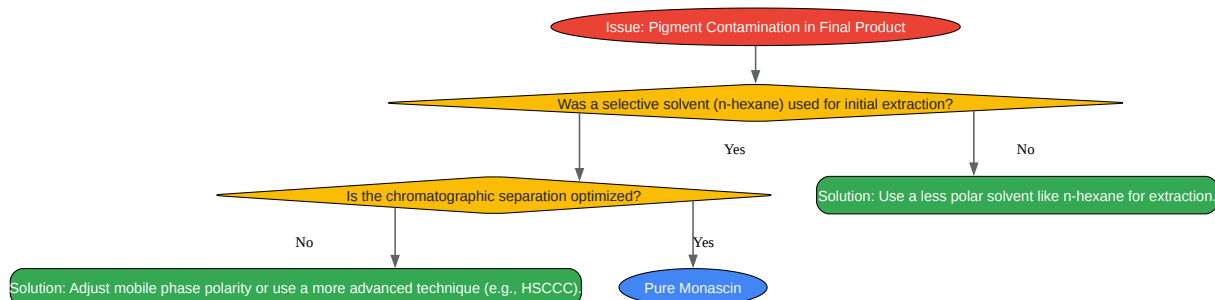 Issue: Pigment Contamination in Final Product
Was a selective solvent (n-hexane) used for initial extraction?
Yes
No
Is the chromatographic separation optimized?
Solution: Use a less polar solvent like n-hexane for extraction.
No
Yes
Solution: Adjust mobile phase polarity or use a more advanced technique (e.g., HSCCC).
Pure Monascin